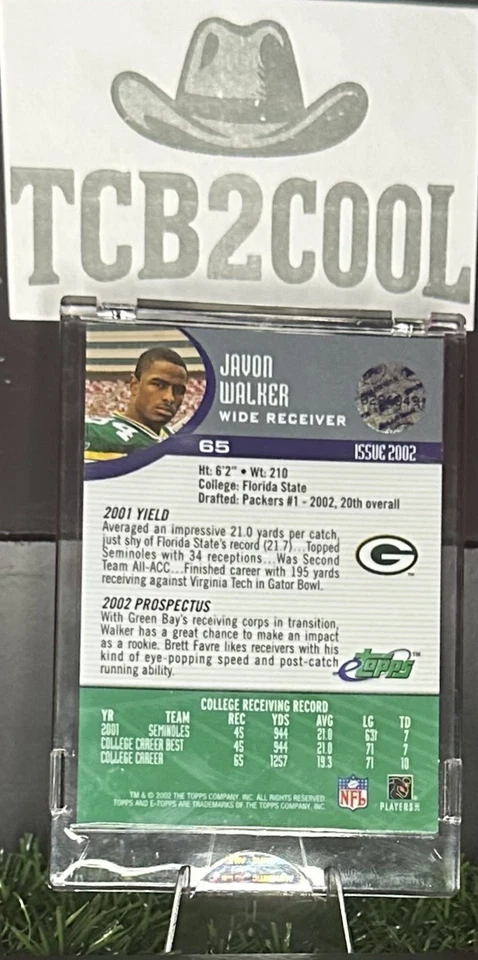 TCB2COOL
JAVON
WALKER
WIDE RECEIVER
65
ISSUE 2002
Ht: 6'2" • Wt: 210
College: Florida State
Drafted: Packers #1 - 2002, 20th overall
2001 YIELD
Averaged an impressive 21.0 yards per catch,
just shy of Florida State's record (21.7)...Topped
Seminoles with 34 receptions...Was Second
Team All-ACC...Finished career with 195 yards
receiving against Virginia Tech in Gator Bowl.
G
2002 PROSPECTUS
With Green Bay's receiving corps in transition,
Walker has a great chance to make an impact
as a rookie. Brett Favre likes receivers with his
kind of eye-popping speed and post-catch
running ability.
etopps™
COLLEGE RECEIVING RECORD
YR TEAM REC YDS AVG LG TD
2001 SEMINOLES 45 944 21.0 63† 7
COLLEGE CAREER BEST 45 944 21.0 71 7
COLLEGE CAREER 65 1257 19.3 71 10
TM & © 2002 THE TOPPS COMPANY, INC. ALL RIGHTS RESERVED.
TOPPS AND E-TOPPS ARE TRADEMARKS OF THE TOPPS COMPANY, INC.
NFL
PLAYERS